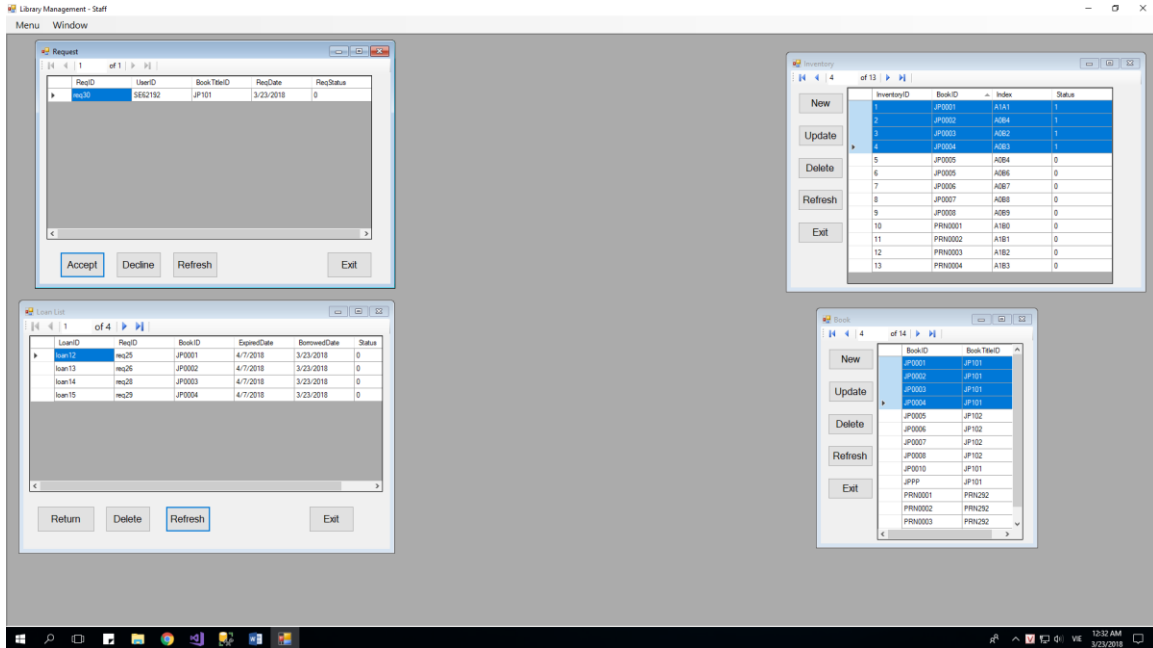 Library Management - Staff
Menu Window
Request
1 of 1
ReqID UserID BookTitleID ReqDate ReqStatus
req30 SE62192 JP101 3/23/2018 0
Accept Decline Refresh Exit
Loan List
1 of 4
LoanID ReqID BookID ExpiredDate BorrowedDate Status
loan12 req25 JP0001 4/7/2018 3/23/2018 0
loan13 req26 JP0002 4/7/2018 3/23/2018 0
loan14 req28 JP0003 4/7/2018 3/23/2018 0
loan15 req29 JP0004 4/7/2018 3/23/2018 0
Return Delete Refresh Exit
Inventory
4 of 13
New
Update
Delete
Refresh
Exit
InventoryID BookID Index Status
1 JP0001 A1A1 1
2 JP0002 A0B4 1
3 JP0003 A0B2 1
4 JP0004 A0B3 1
5 JP0005 A0B4 0
6 JP0005 A0B6 0
7 JP0006 A0B7 0
8 JP0007 A0B8 0
9 JP0008 A0B9 0
10 PRN0001 A1B0 0
11 PRN0002 A1B1 0
12 PRN0003 A1B2 0
13 PRN0004 A1B3 0
Book
4 of 14
New
Update
Delete
Refresh
Exit
BookID BookTitleID
JP0001 JP101
JP0002 JP101
JP0003 JP101
JP0004 JP101
JP0005 JP102
JP0006 JP102
JP0007 JP102
JP0008 JP102
JP0010 JP101
JPPP JP101
PRN0001 PRN292
PRN0002 PRN292
PRN0003 PRN292
VIE 12:32 AM
3/23/2018